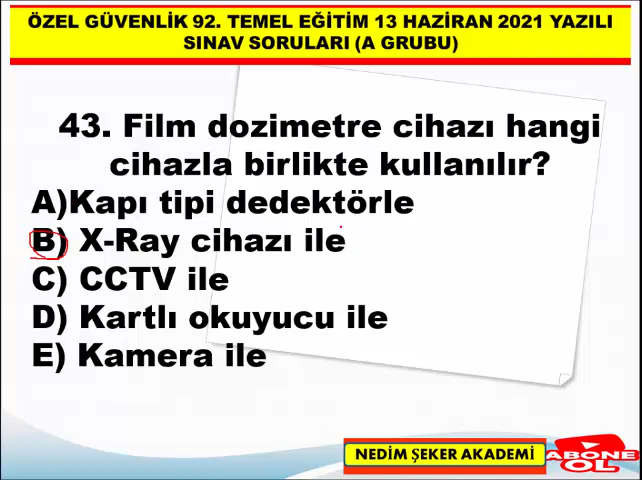 ÖZEL GÜVENLİK 92. TEMEL EĞİTİM 13 HAZİRAN 2021 YAZILI
SINAV SORULARI (A GRUBU)
43. Film dozimetre cihazı hangi
cihazla birlikte kullanılır?
A)Kapı tipi dedektörle
B) X-Ray cihazı ile
C) CCTV ile
D) Kartlı okuyucu ile
E) Kamera ile
NEDİM ŞEKER AKADEMİ
ABONE
OL